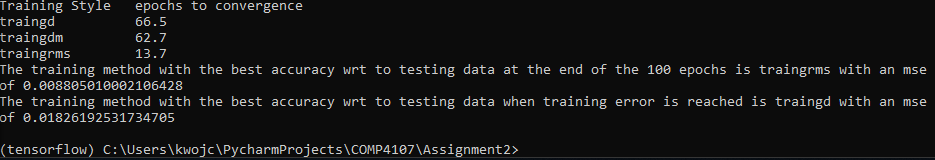 Training Style   epochs to convergence
traingd          66.5
traingdm         62.7
traingrms        13.7
The training method with the best accuracy wrt to testing data at the end of the 100 epochs is traingrms with an mse
of 0.008805010002106428
The training method with the best accuracy wrt to testing data when training error is reached is traingd with an mse
of 0.01826192531734705
(tensorflow) C:\Users\kwojc\PycharmProjects\COMP4107\Assignment2>